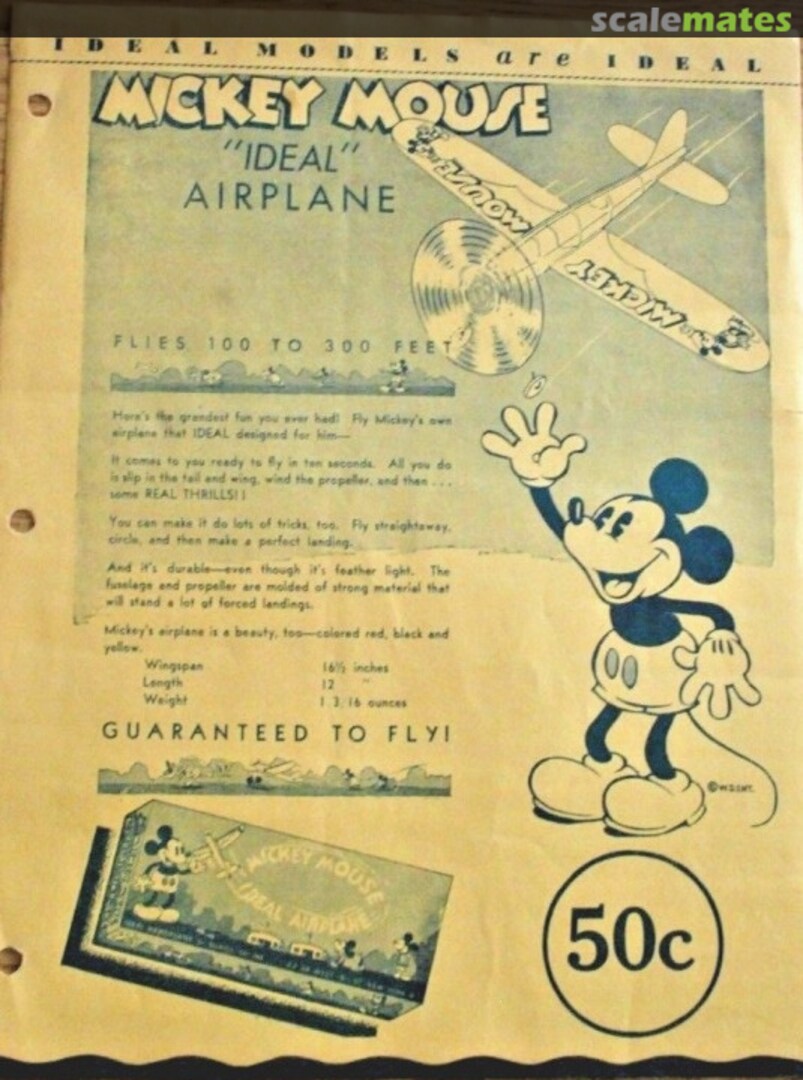 scalemates
IDEAL MODELS are IDEAL
MICKEY MOUSE
"IDEAL"
AIRPLANE
MOUSE
MICKEY
FLIES 100 TO 300 FEET
Here's the grandest fun you ever had! Fly Mickey's own
airplane that IDEAL designed for him—
It comes to you ready to fly in ten seconds. All you do
is slip in the tail and wing, wind the propeller, and then . . .
some REAL THRILLS!!
You can make it do lots of tricks, too. Fly straightaway,
circle, and then make a perfect landing.
And it's durable—even though it's feather light. The
fuselage and propeller are molded of strong material that
will stand a lot of forced landings.
Mickey's airplane is a beauty, too—colored red, black and
yellow.
Wingspan 16½ inches
Length 12 "
Weight 1 3/16 ounces
GUARANTEED TO FLY!
MICKEY MOUSE
IDEAL AIRPLANE
50c